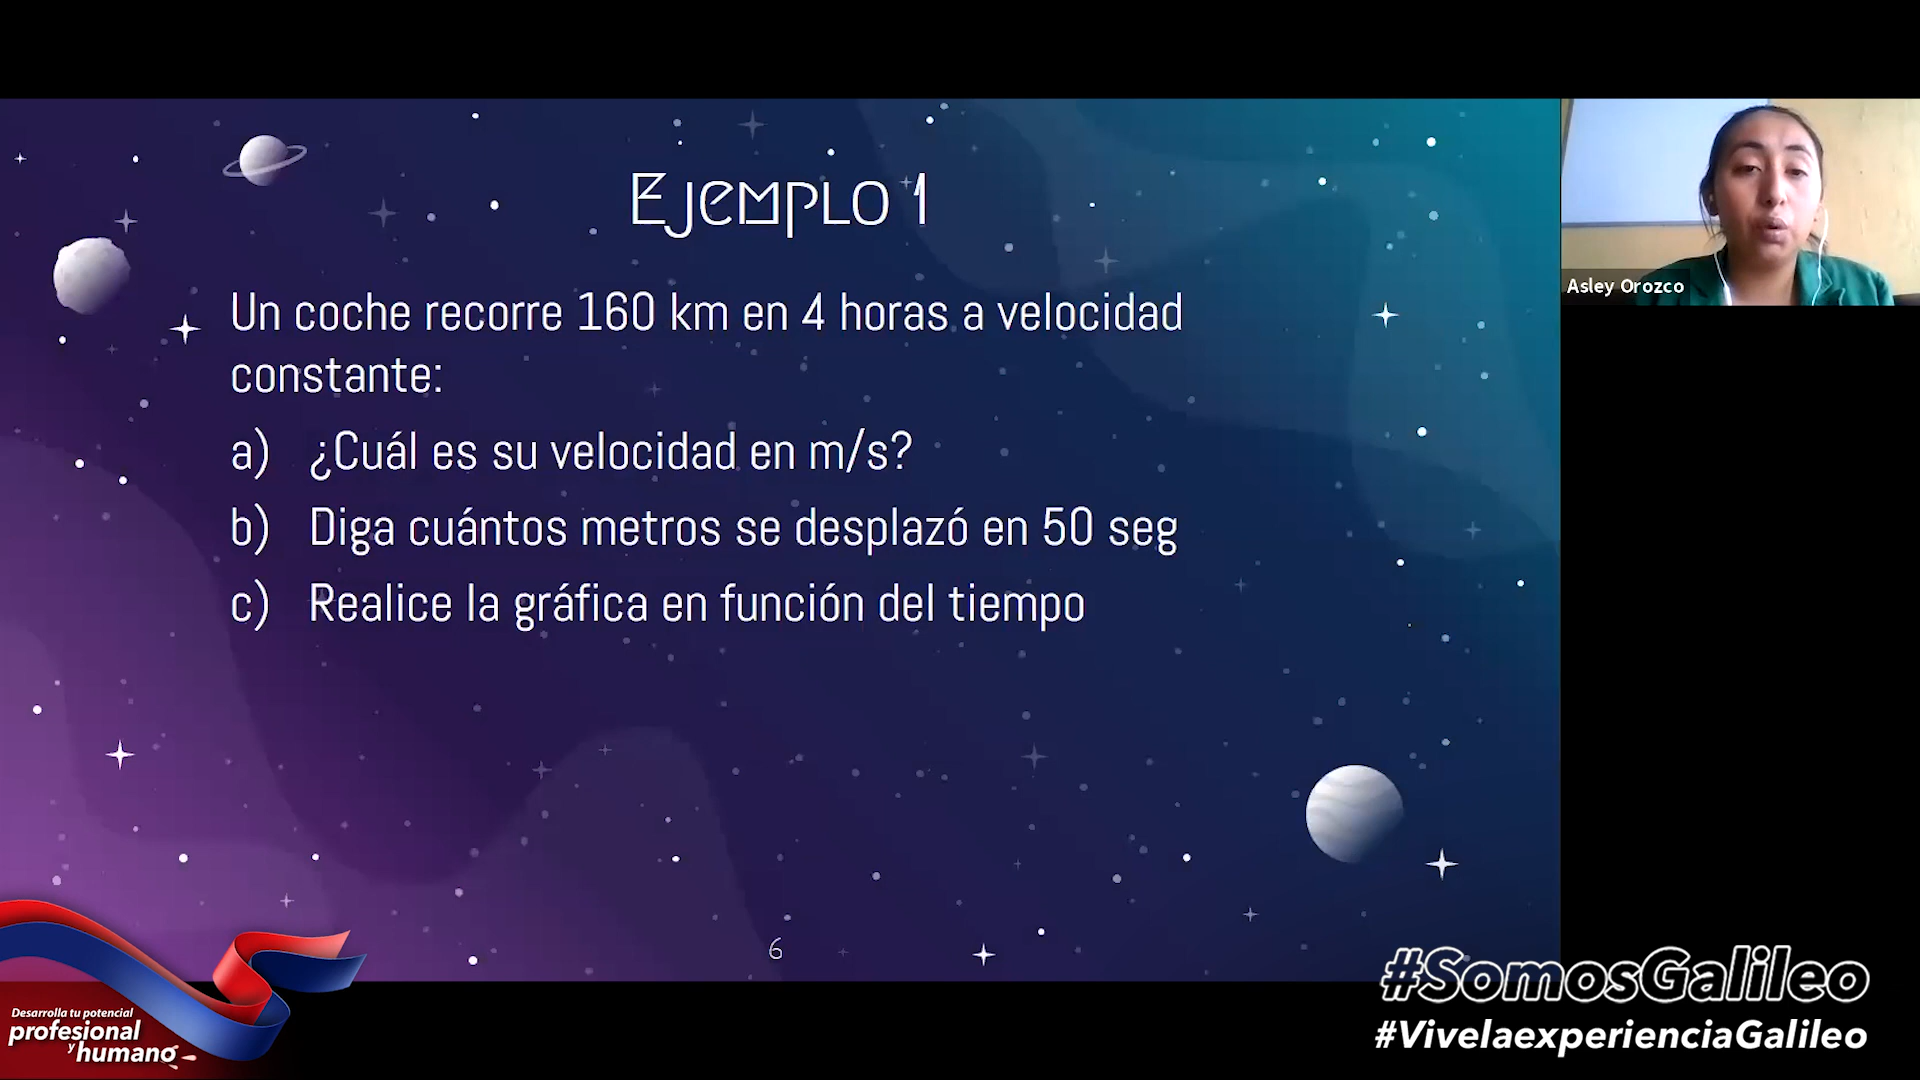 Ejemplo 1
Un coche recorre 160 km en 4 horas a velocidad
constante:
a) ¿Cuál es su velocidad en m/s?
b) Diga cuántos metros se desplazó en 50 seg
c) Realice la gráfica en función del tiempo
6
Asley Orozco
Desarrolla tu potencial
profesional
y humano
#SomosGalileo
#VivelaexperienciaGalileo